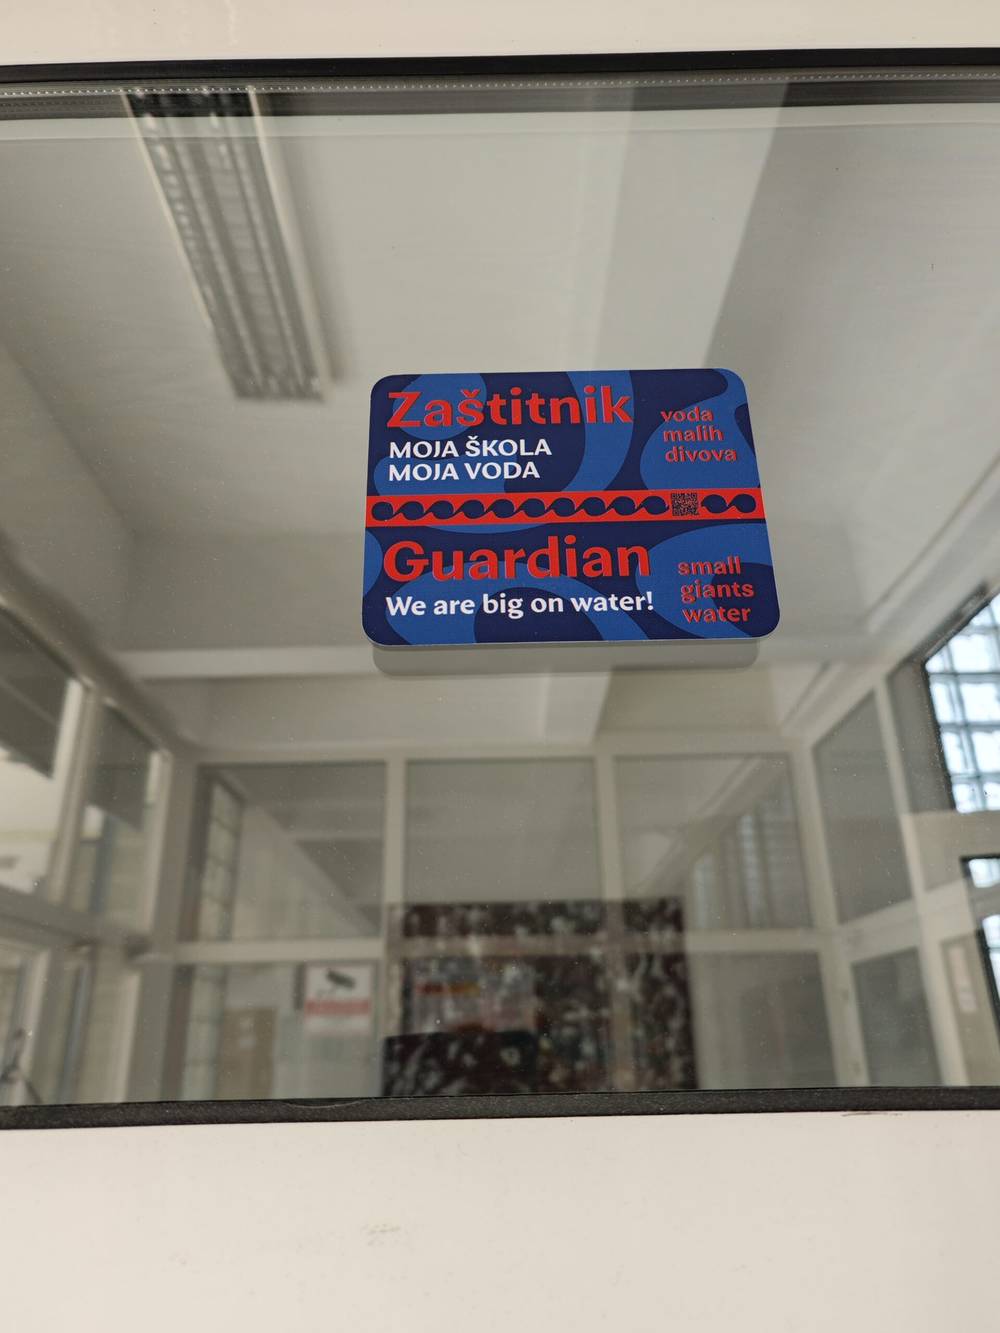 Zaštitnik
MOJA ŠKOLA
MOJA VODA
voda
malih
divova
Guardian
We are big on water!
small
giants
water